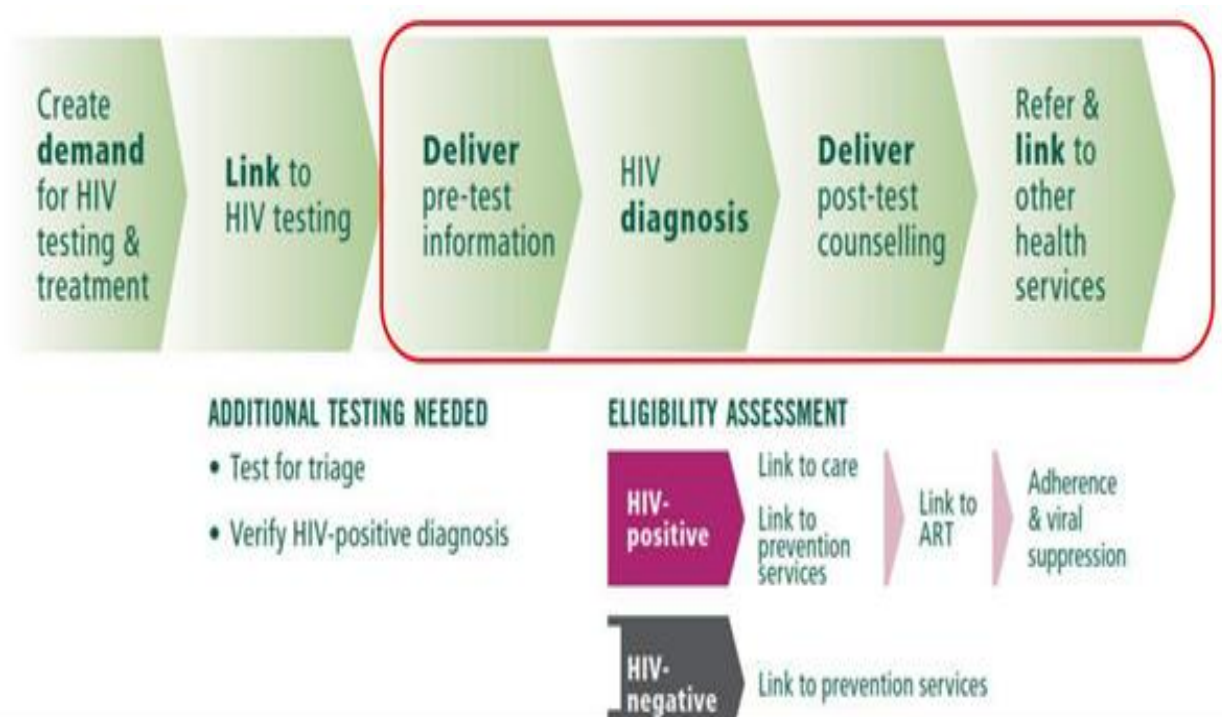 Create
demand
for HIV
testing &
treatment
Link to
HIV testing
Deliver
pre-test
information
HIV
diagnosis
Deliver
post-test
counselling
Refer &
link to
other
health
services
ADDITIONAL TESTING NEEDED
• Test for triage
• Verify HIV-positive diagnosis
ELIGIBILITY ASSESSMENT
HIV-
positive
Link to care
Link to
prevention
services
Link to
ART
Adherence
& viral
suppression
HIV-
negative
Link to prevention services